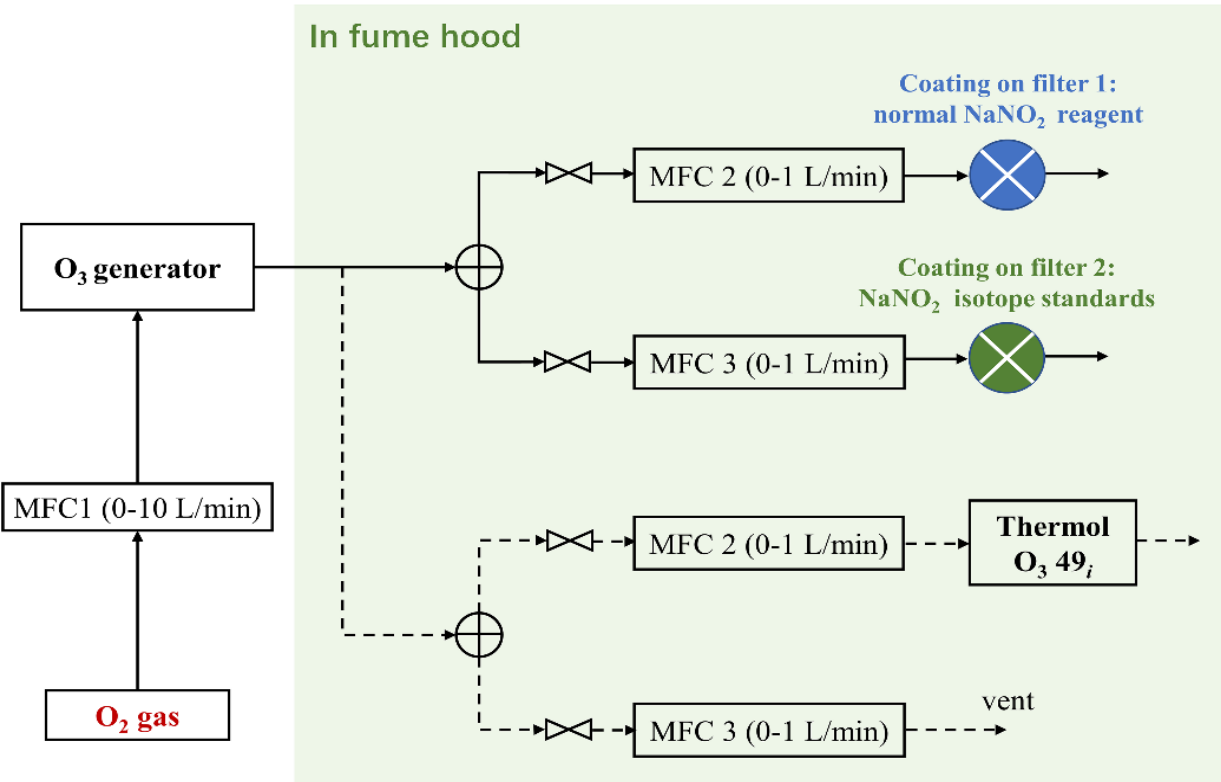 In fume hood
Coating on filter 1:
normal NaNO₂ reagent
MFC 2 (0-1 L/min)
O₃ generator
Coating on filter 2:
NaNO₂ isotope standards
MFC 3 (0-1 L/min)
MFC1 (0-10 L/min)
Thermol
O₃ 49ᵢ
MFC 2 (0-1 L/min)
O₂ gas
vent
MFC 3 (0-1 L/min)